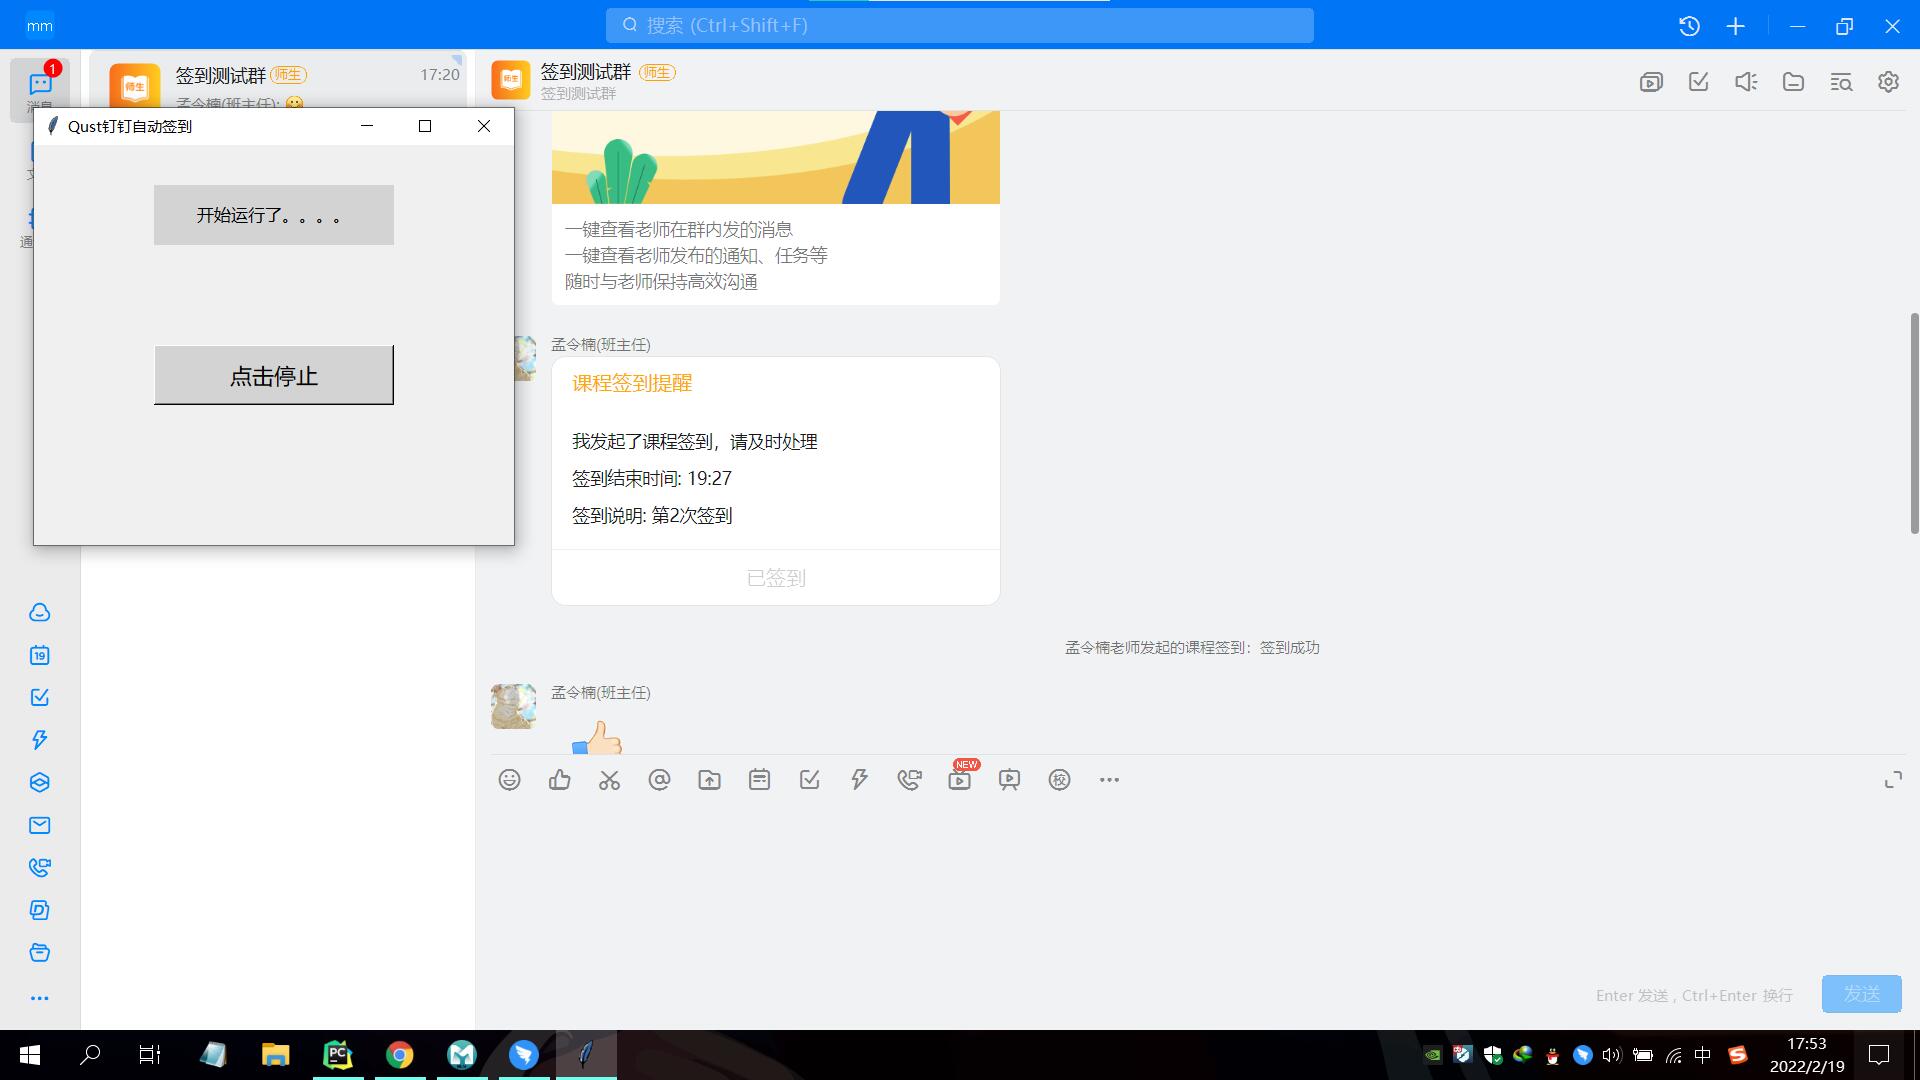 mm
搜索 (Ctrl+Shift+F)
1
消息
签到测试群
师生
17:20
师生
孟令楠(班主任):
Qust钉钉自动签到
开始运行了。。。。
点击停止
19
师生
签到测试群
师生
签到测试群
一键查看老师在群内发的消息
一键查看老师发布的通知、任务等
随时与老师保持高效沟通
孟令楠(班主任)
课程签到提醒
我发起了课程签到，请及时处理
签到结束时间: 19:27
签到说明: 第2次签到
已签到
孟令楠老师发起的课程签到：签到成功
孟令楠(班主任)
NEW
校
Enter 发送 , Ctrl+Enter 换行
发送
PC
中
17:53
2022/2/19